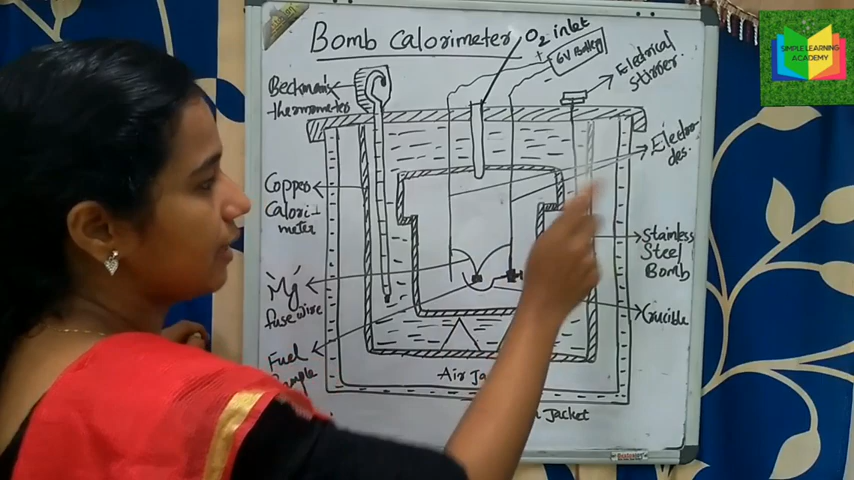 Bomb Calorimeter
O2 inlet
+
6V Battery
Electrical
stirrer
Beckman's
thermometer
Electro
des.
Copper
Calori-
meter
Stainless
Steel
Bomb
Mg
fuse wire
Crucible
Fuel
Air Ja
Jacket
SIMPLE LEARNING
ACADEMY